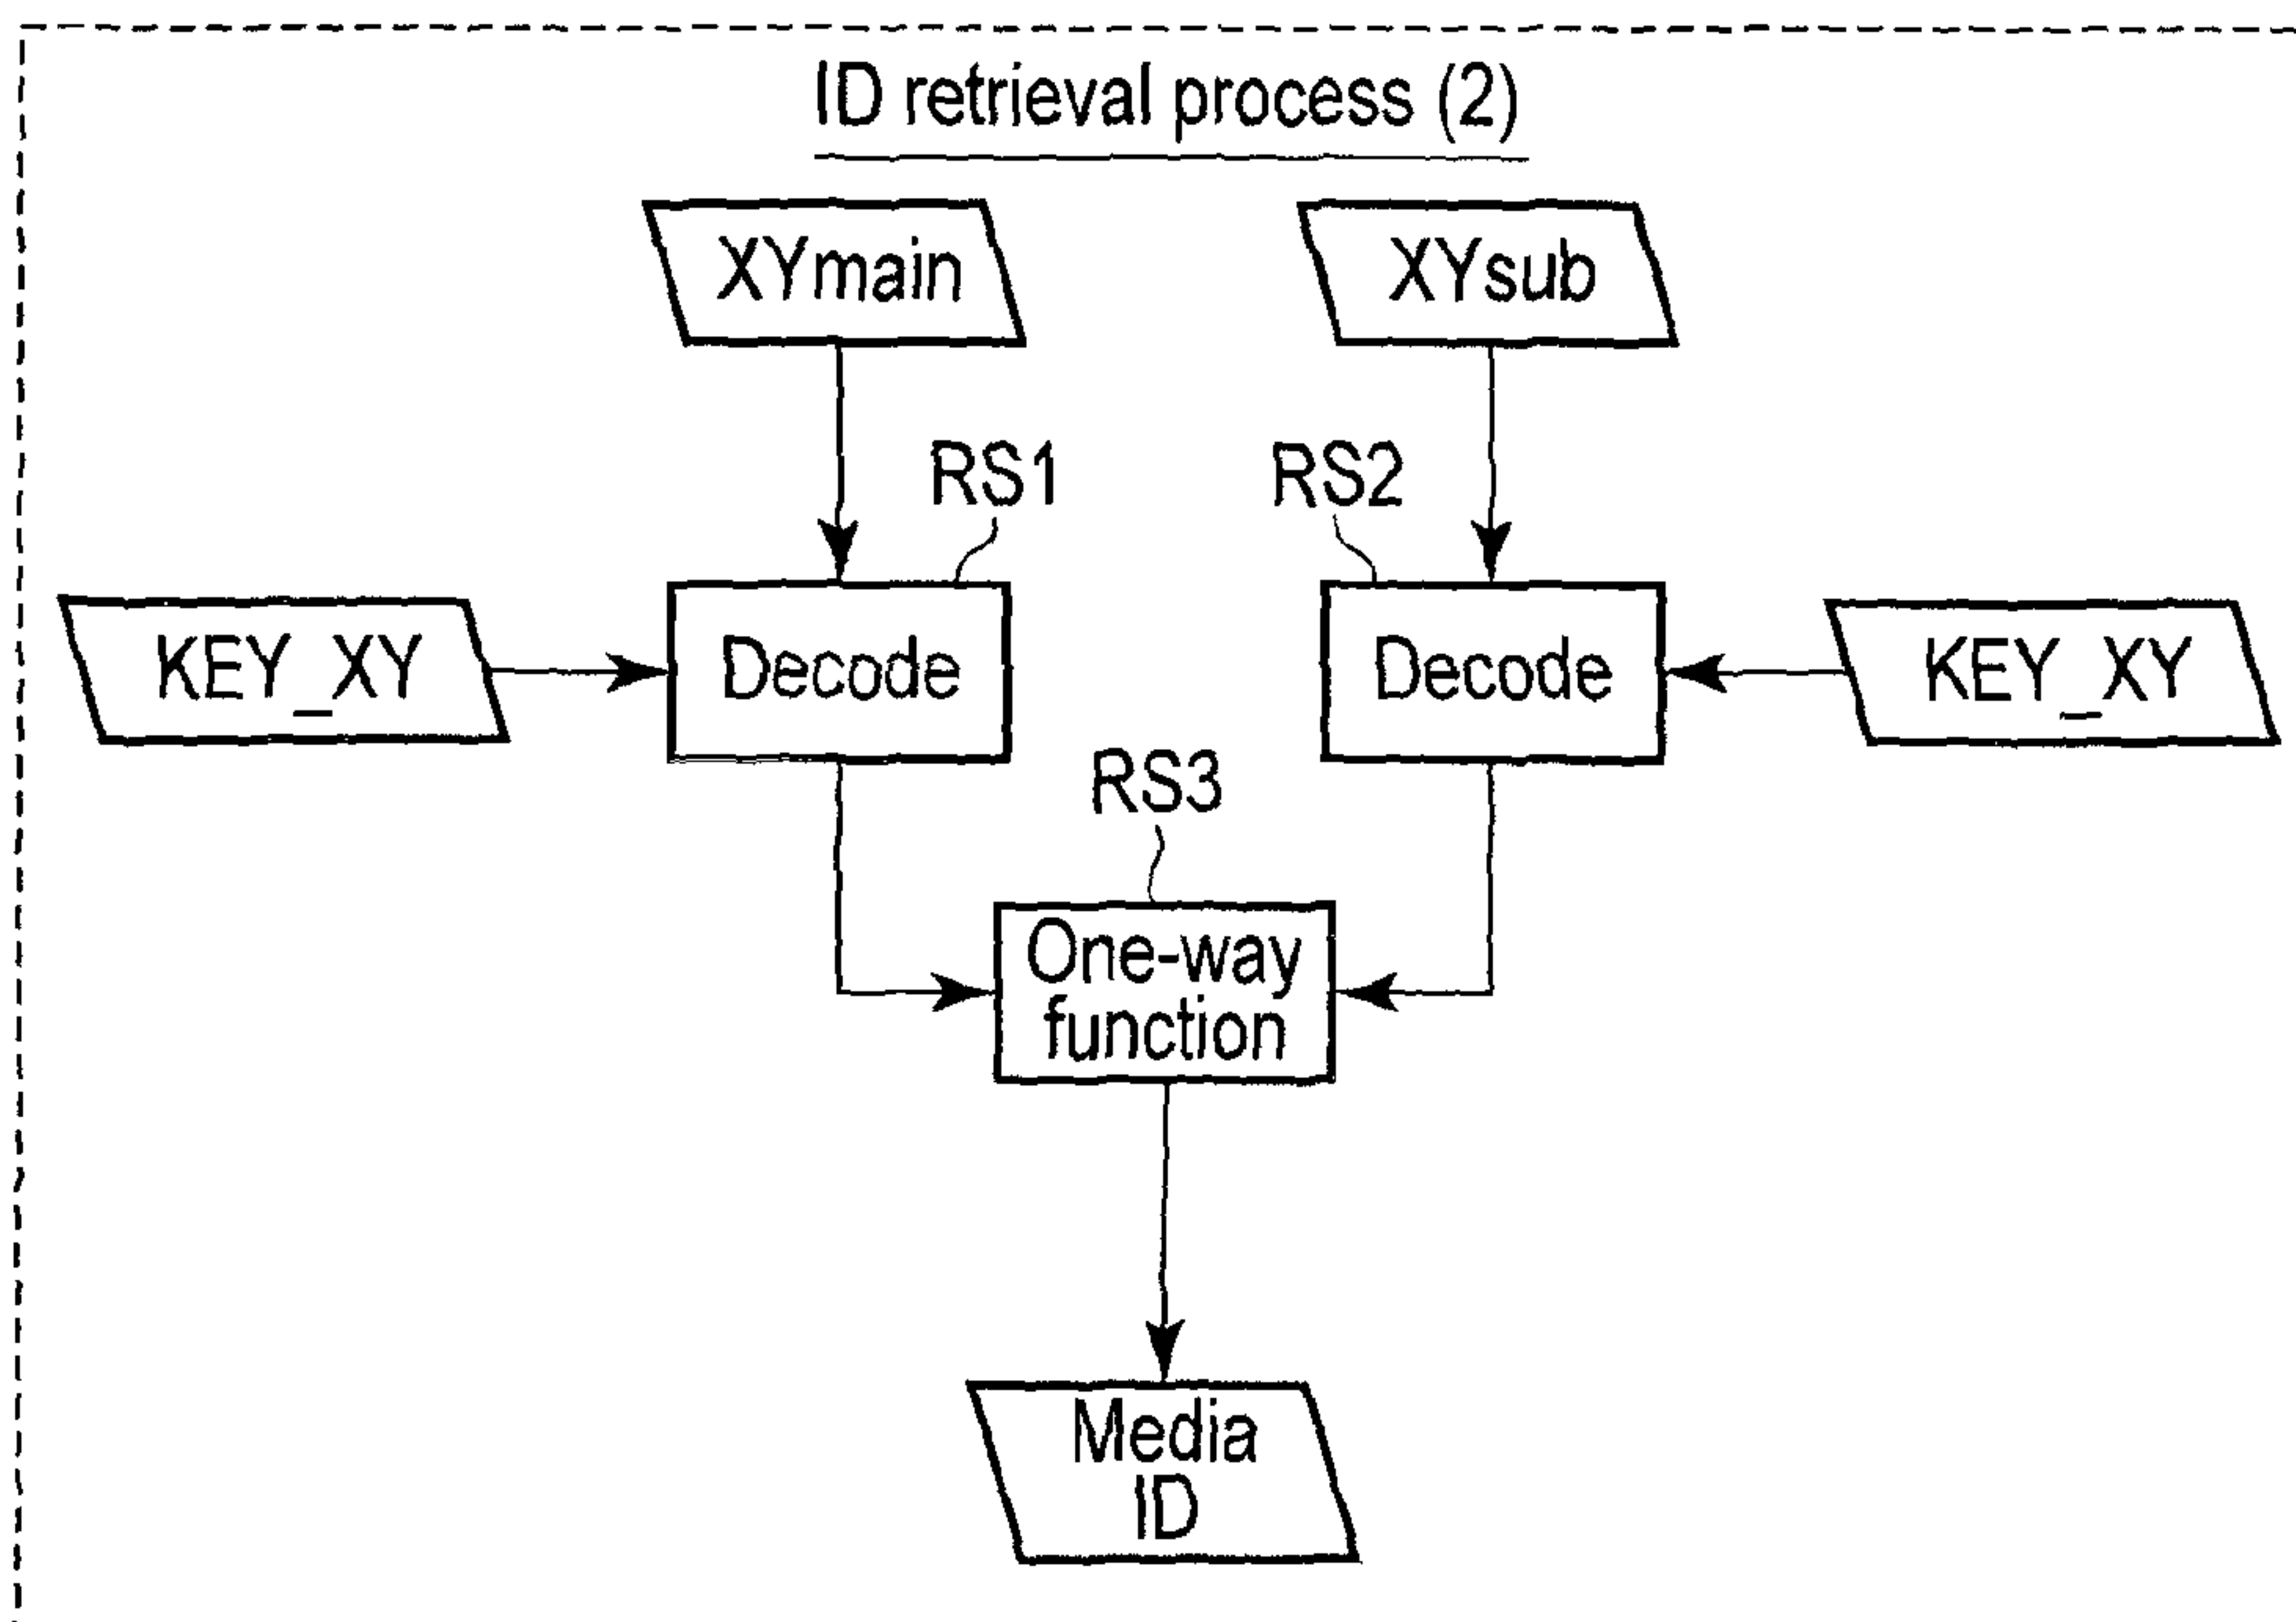 ID retrieval process (2)
XYmain
XYsub
RS1
RS2
KEY_XY
Decode
Decode
KEY_XY
RS3
One-way
function
Media
ID